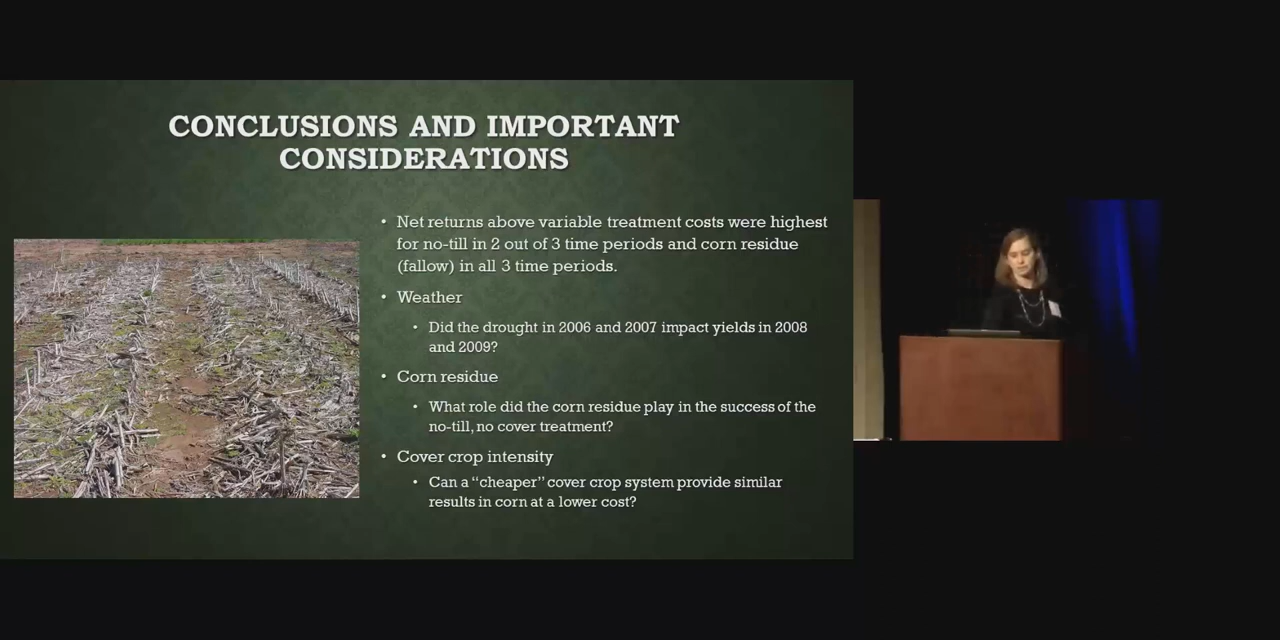 CONCLUSIONS AND IMPORTANT
CONSIDERATIONS
• Net returns above variable treatment costs were highest
for no-till in 2 out of 3 time periods and corn residue
(fallow) in all 3 time periods.
• Weather
• Did the drought in 2006 and 2007 impact yields in 2008
and 2009?
• Corn residue
• What role did the corn residue play in the success of the
no-till, no cover treatment?
• Cover crop intensity
• Can a “cheaper” cover crop system provide similar
results in corn at a lower cost?